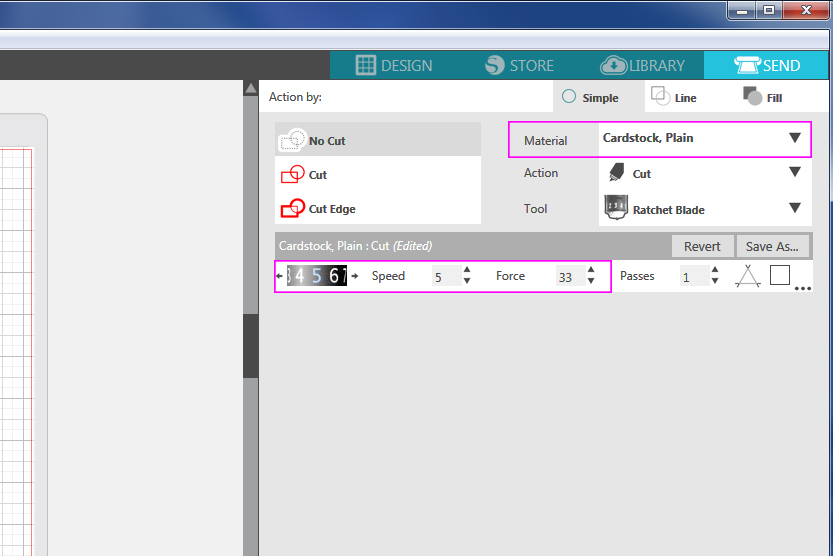 DESIGN STORE LIBRARY SEND
Action by: Simple Line Fill
No Cut
Cut
Cut Edge
Material Cardstock, Plain
Action Cut
Tool Ratchet Blade
Cardstock, Plain : Cut (Edited) Revert Save As...
3 4 5 6 7 Speed 5 Force 33 Passes 1